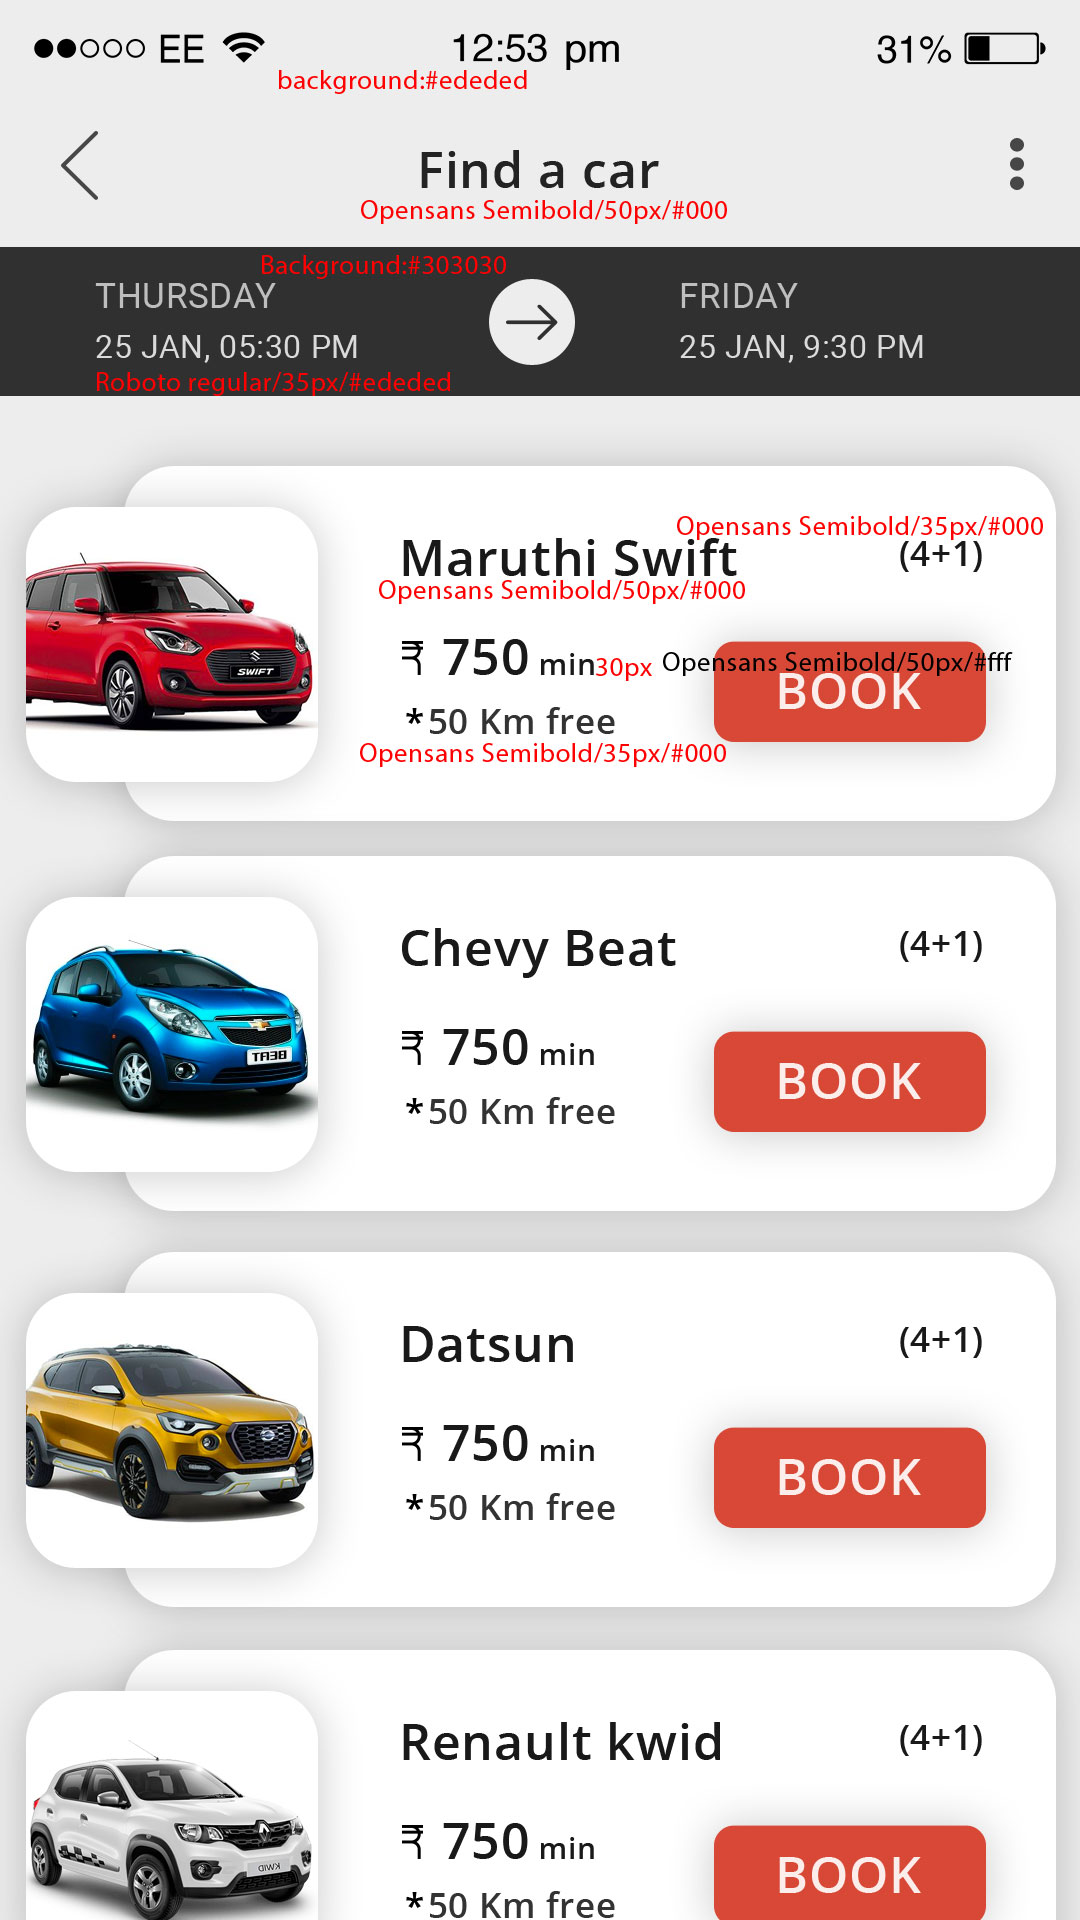 EE 12:53 pm 31%
background:#ededed
Find a car
Opensans Semibold/50px/#000
Background:#303030
THURSDAY FRIDAY
25 JAN, 05:30 PM 25 JAN, 9:30 PM
Roboto regular/35px/#ededed
Opensans Semibold/35px/#000
Maruthi Swift (4+1)
Opensans Semibold/50px/#000
₹ 750 min 30px Opensans Semibold/50px/#fff
BOOK
*50 Km free
Opensans Semibold/35px/#000
SWIFT
Chevy Beat (4+1)
₹ 750 min
BOOK
*50 Km free
Datsun (4+1)
₹ 750 min
BOOK
*50 Km free
Renault kwid (4+1)
₹ 750 min
BOOK
*50 Km free